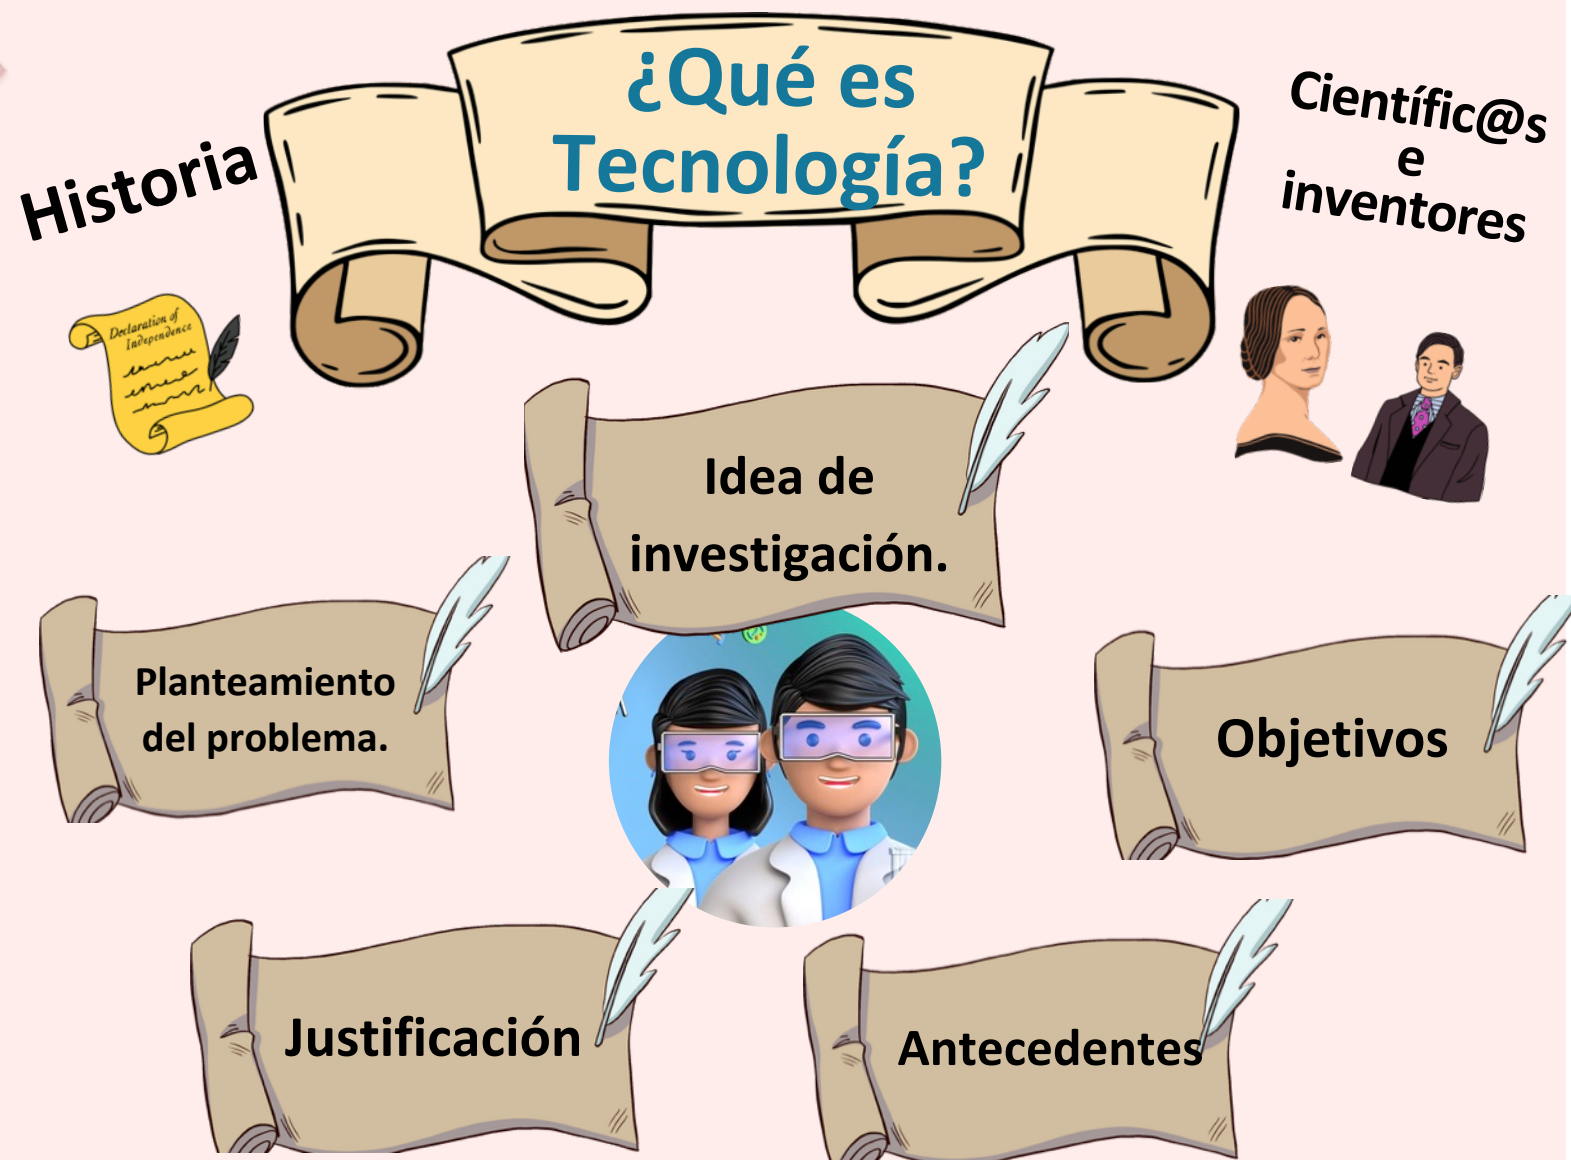 ¿Qué es
Tecnología?
Historia
Científic@s
e
inventores
Declaration of
Independence
Idea de
investigación.
Planteamiento
del problema.
Objetivos
Justificación
Antecedentes